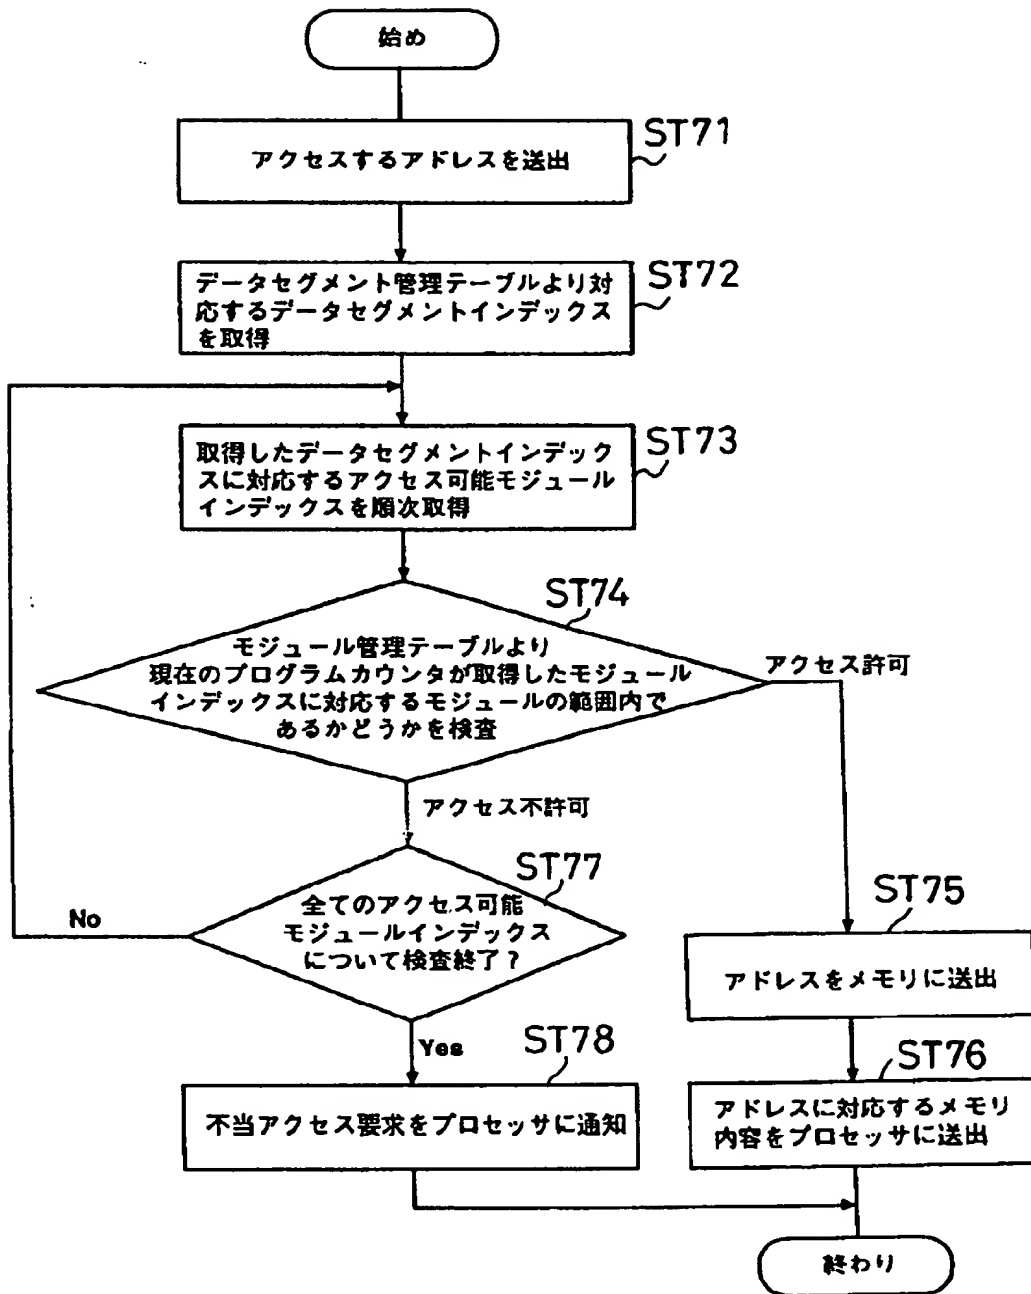 始め
ST71
アクセスするアドレスを送出
ST72
データセグメント管理テーブルより対
応するデータセグメントインデックス
を取得
ST73
取得したデータセグメントインデック
スに対応するアクセス可能モジュール
インデックスを順次取得
ST74
モジュール管理テーブルより
現在のプログラムカウンタが取得したモジュール
インデックスに対応するモジュールの範囲内で
あるかどうかを検査
アクセス許可
アクセス不許可
ST77
全てのアクセス可能
モジュールインデックス
について検査終了?
No
Yes
ST75
アドレスをメモリに送出
ST78
不当アクセス要求をプロセッサに通知
ST76
アドレスに対応するメモリ
内容をプロセッサに送出
終わり